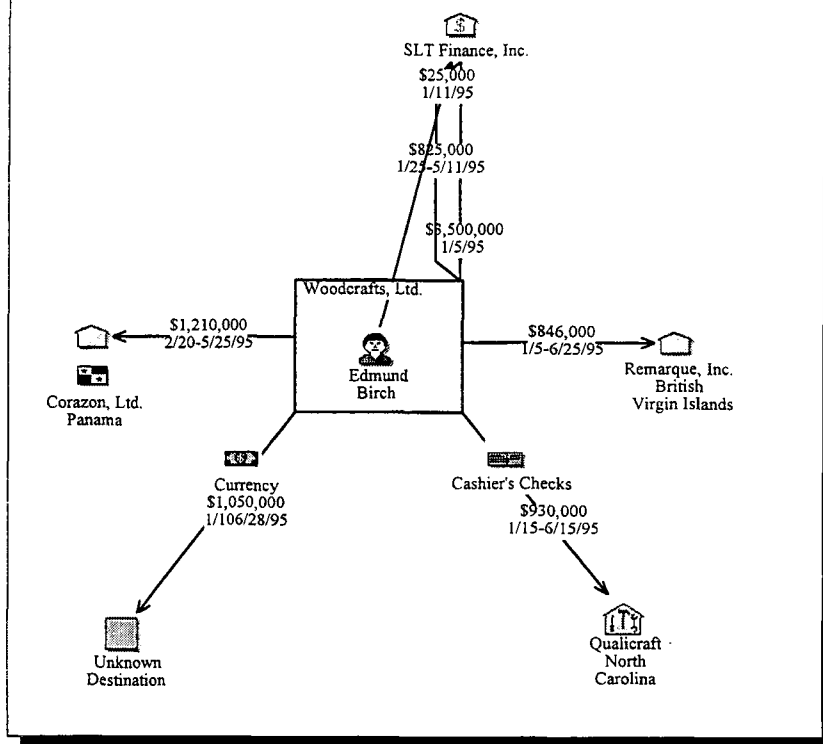 SLT Finance, Inc.
$25,000
1/11/95
$825,000
1/25-5/11/95
$3,500,000
1/5/95
Woodcrafts, Ltd.
Edmund
Birch
$1,210,000
2/20-5/25/95
Corazon, Ltd.
Panama
$846,000
1/5-6/25/95
Remarque, Inc.
British
Virgin Islands
Currency
$1,050,000
1/106/28/95
Cashier's Checks
$930,000
1/15-6/15/95
Unknown
Destination
Qualicraft
North
Carolina